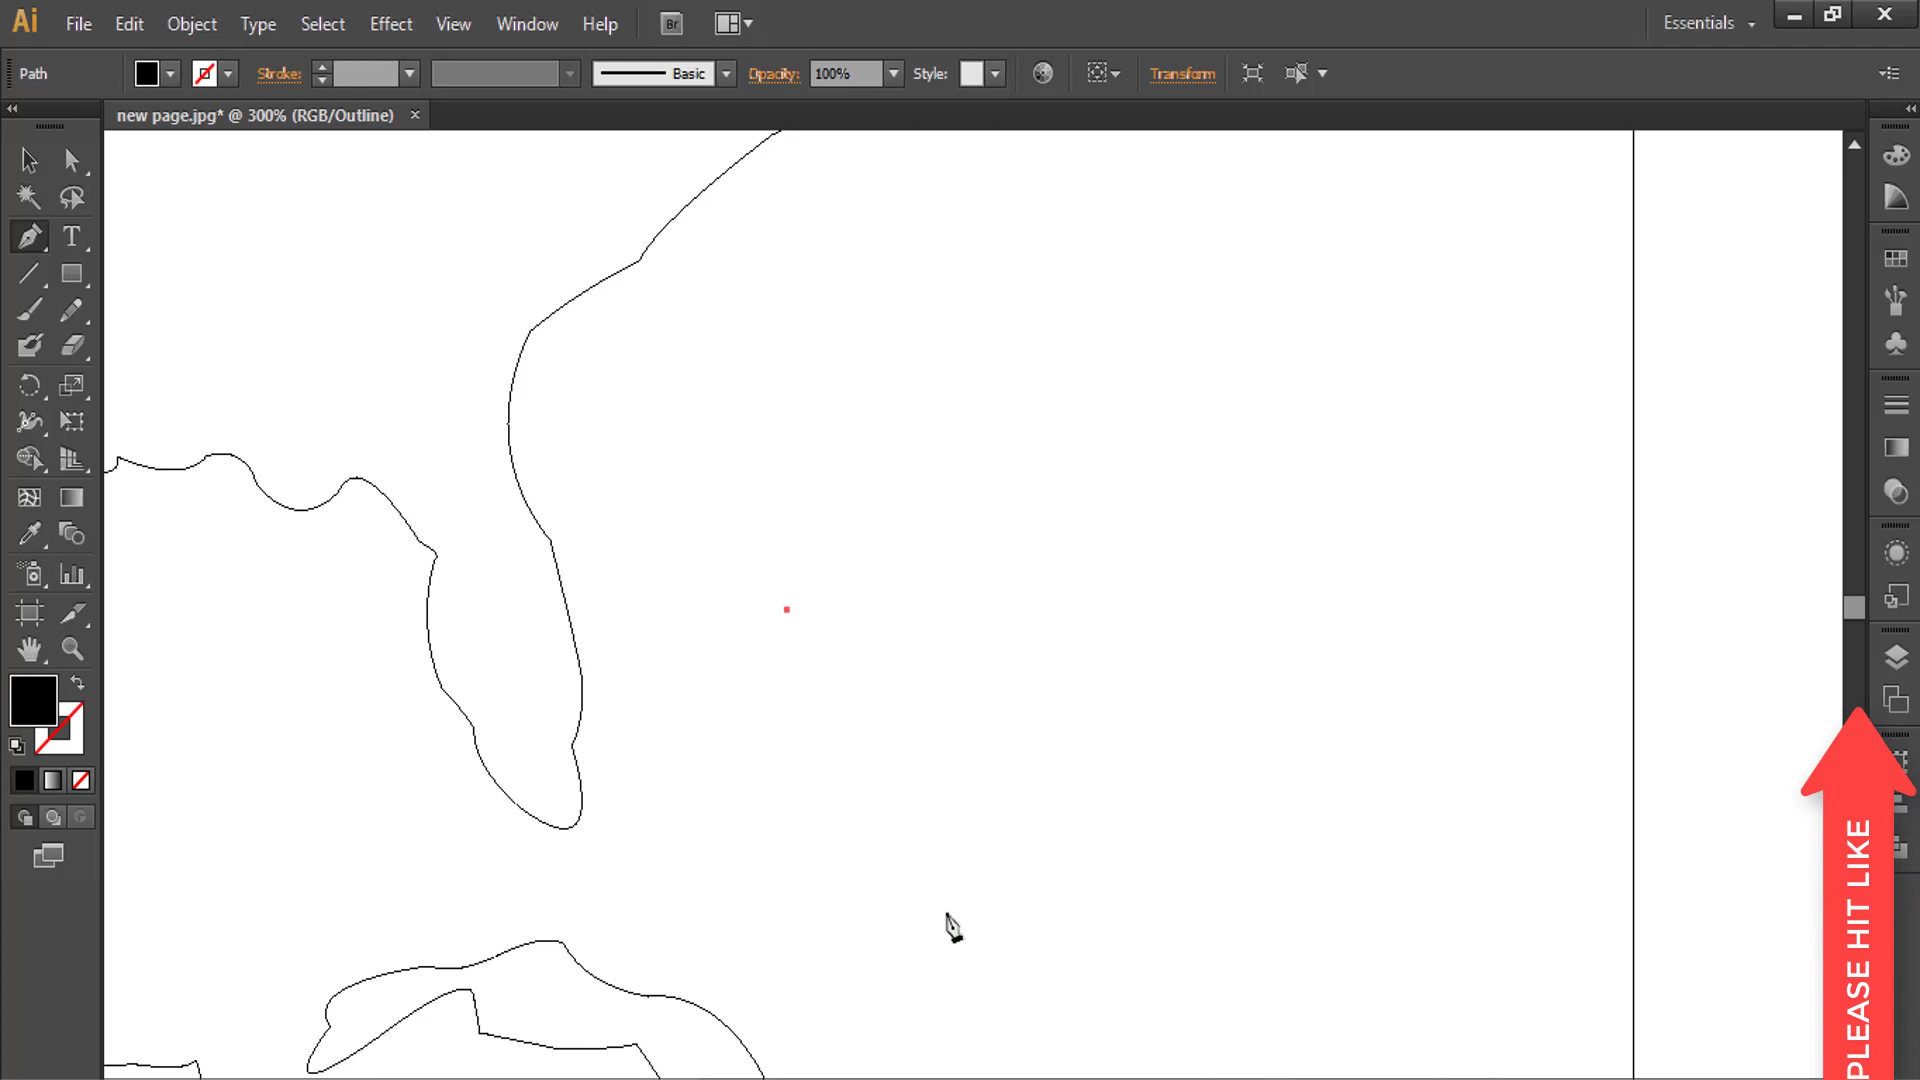 Ai File Edit Object Type Select Effect View Window Help Br Essentials
Path Stroke: Basic Opacity: 100% Style: Transform
new page.jpg* @ 300% (RGB/Outline) ×
T
PLEASE HIT LIKE